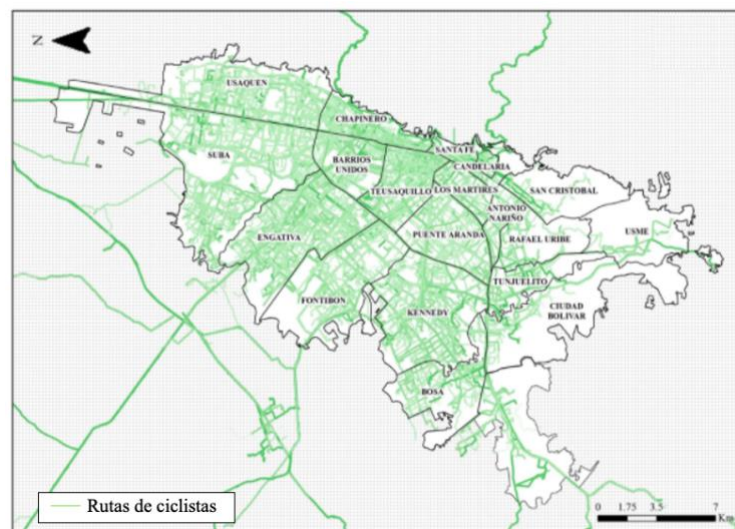 N
USAQUEN
CHAPINERO
SANTA FE
CANDELARIA
SUBA
BARRIOS
UNIDOS
TEUSAQUILLO
LOS MARTIRES
SAN CRISTOBAL
ANTONIO
NARIÑO
ENGATIVA
PUENTE ARANDA
RAFAEL URIBE
USME
TUNJUELITO
FONTIBON
KENNEDY
CIUDAD
BOLIVAR
BOSA
Rutas de ciclistas
0 1.75 3.5 7
Km